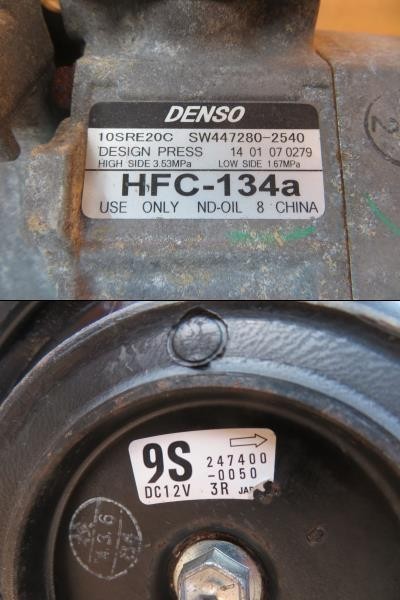 DENSO
10SRE20C SW447280-2540
DESIGN PRESS 14 01 07 0279
HIGH SIDE 3.53MPa LOW SIDE 1.67MPa
HFC-134a
USE ONLY ND-OIL 8 CHINA
2
9S 247400
-0050
DC12V 3R